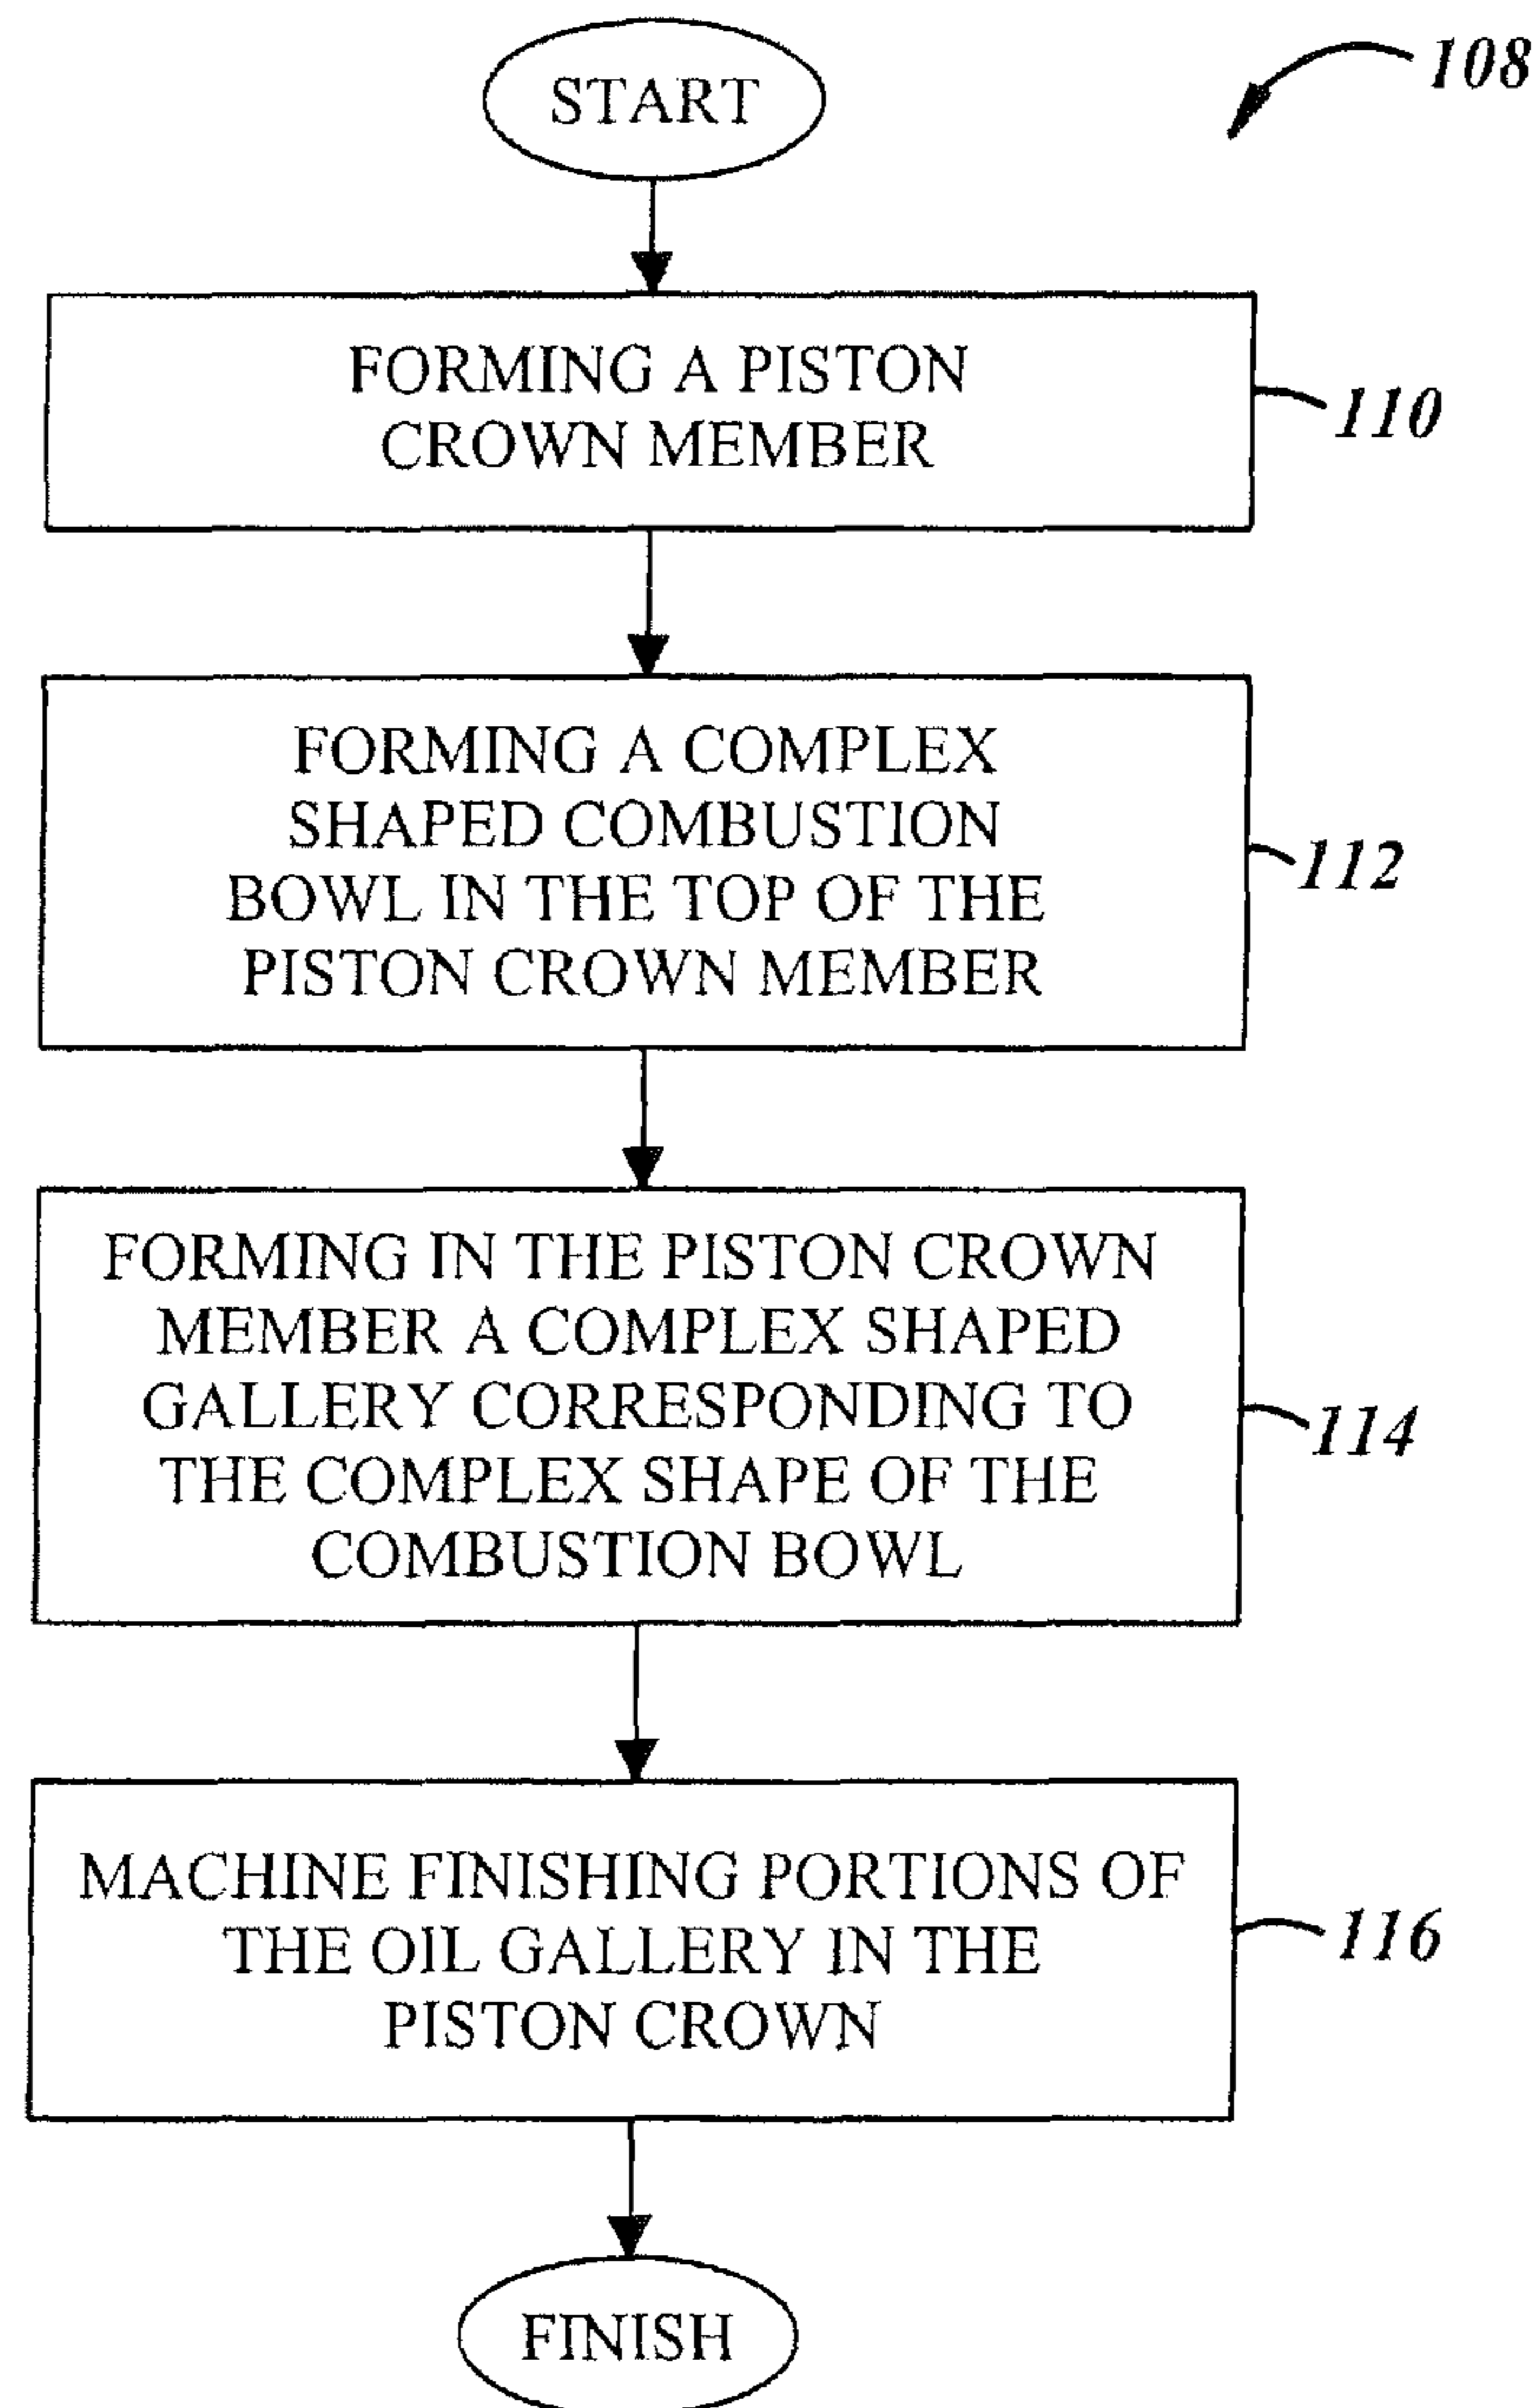 START
108
FORMING A PISTON
CROWN MEMBER
110
FORMING A COMPLEX
SHAPED COMBUSTION
BOWL IN THE TOP OF THE
PISTON CROWN MEMBER
112
FORMING IN THE PISTON CROWN
MEMBER A COMPLEX SHAPED
GALLERY CORRESPONDING TO
THE COMPLEX SHAPE OF THE
COMBUSTION BOWL
114
MACHINE FINISHING PORTIONS OF
THE OIL GALLERY IN THE
PISTON CROWN
116
FINISH